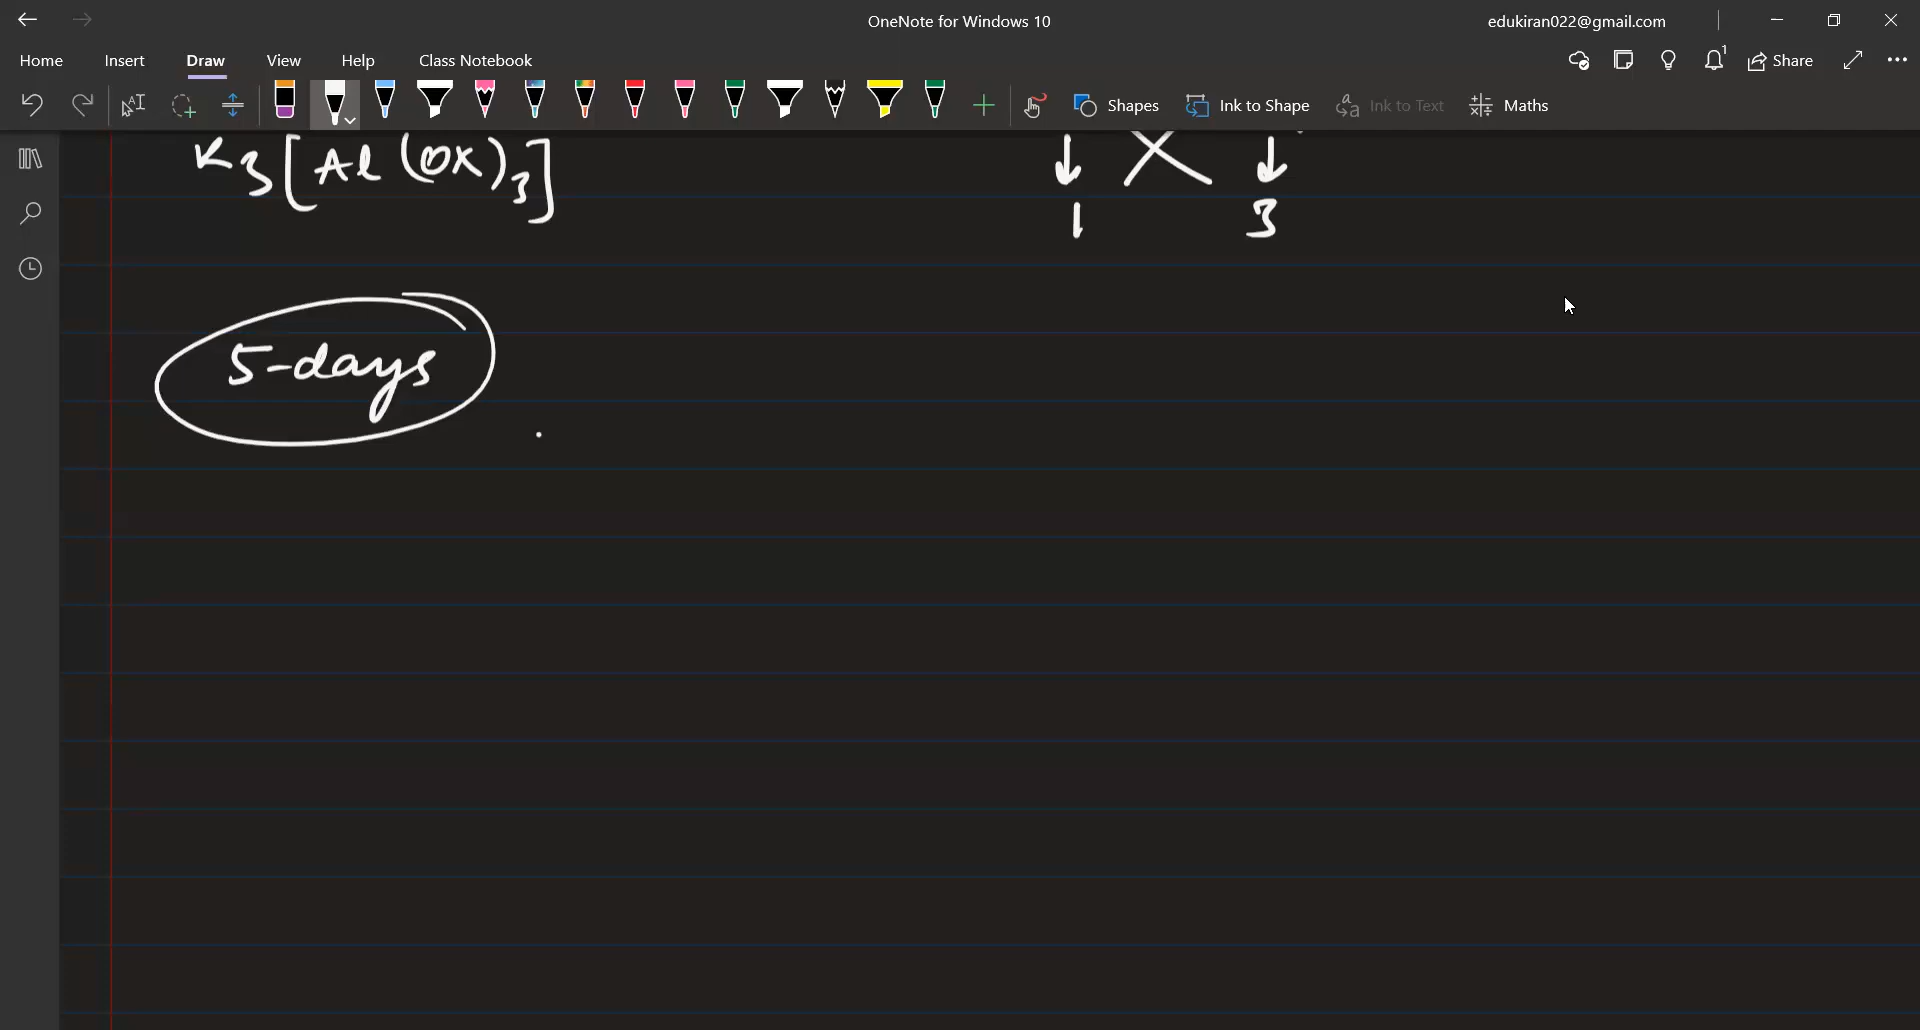 OneNote for Windows 10
edukiran022@gmail.com
Home Insert Draw View Help Class Notebook
1
Share
Shapes Ink to Shape Ink to Text Maths
K3[Al(ox)3]
1 3
5-days